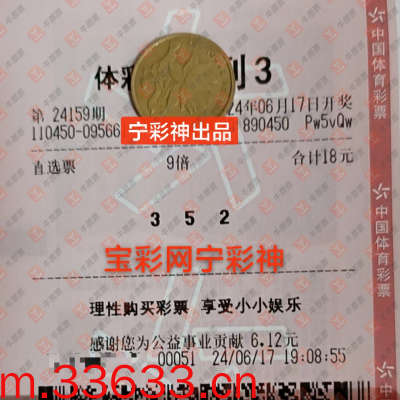 体彩 列3
第 24159期 24年06月17日开奖
110450-09566 890450 Pw5vQw
宁彩神出品
直选票 9倍 合计18元
3 5 2
宝彩网宁彩神
理性购买彩票 享受小小娱乐
感谢您为公益事业贡献 6.12元
00051 24/06/17 19:08:55
m.33633.cn
中国体育彩票
中国体育彩票